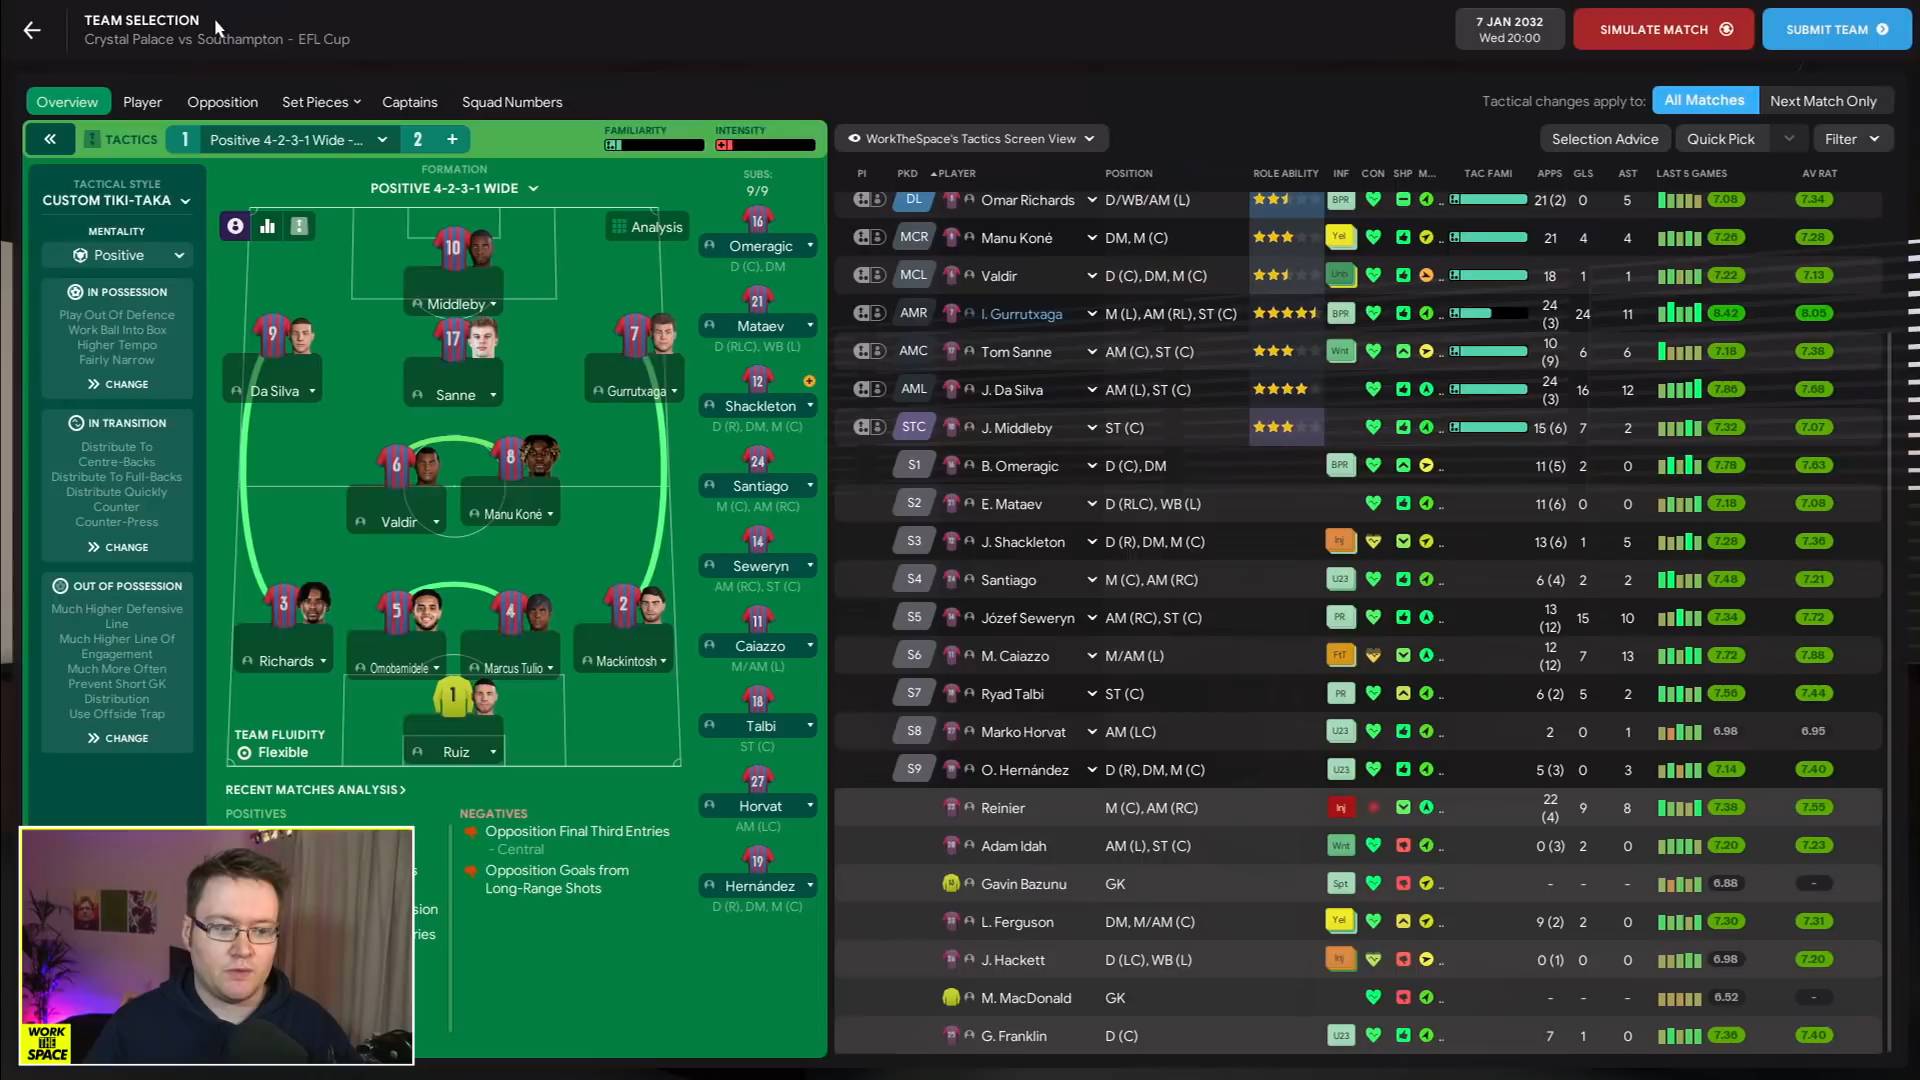 TEAM SELECTION
Crystal Palace vs Southampton - EFL Cup
7 JAN 2032
Wed 20:00
SIMULATE MATCH
SUBMIT TEAM
Overview Player Opposition Set Pieces Captains Squad Numbers
Tactical changes apply to: All Matches Next Match Only
TACTICS 1 Positive 4-2-3-1 Wide -... 2 +
FAMILIARITY
INTENSITY
WorkTheSpace's Tactics Screen View
Selection Advice Quick Pick Filter
TACTICAL STYLE
CUSTOM TIKI-TAKA
MENTALITY
Positive
IN POSSESSION
Play Out Of Defence
Work Ball Into Box
Higher Tempo
Fairly Narrow
CHANGE
IN TRANSITION
Distribute To
Centre-Backs
Distribute To Full-Backs
Distribute Quickly
Counter
Counter-Press
CHANGE
OUT OF POSSESSION
Much Higher Defensive
Line
Much Higher Line Of
Engagement
Much More Often
Prevent Short GK
Distribution
Use Offside Trap
CHANGE
FORMATION
POSITIVE 4-2-3-1 WIDE
Analysis
10
Middleby
9
Da Silva
17
Sanne
7
Gurrutxaga
6
Valdir
8
Manu Koné
3
Richards
5
Omobamidele
4
Marcus Tulio
2
Mackintosh
1
Ruiz
TEAM FLUIDITY
Flexible
RECENT MATCHES ANALYSIS >
POSITIVES
NEGATIVES
Opposition Final Third Entries
- Central
Opposition Goals from
Long-Range Shots
SUBS:
9/9
16
Omeragic
D (C), DM
21
Mataev
D (RLC), WB (L)
12
Shackleton
D (R), DM, M (C)
24
Santiago
M (C), AM (RC)
14
Seweryn
AM (RC), ST (C)
11
Caiazzo
M/AM (L)
18
Talbi
ST (C)
27
Horvat
AM (LC)
19
Hernández
D (R), DM, M (C)
PI PKD PLAYER POSITION ROLE ABILITY INF CON SHP M... TAC FAMI APPS GLS AST LAST 5 GAMES AV RAT
DL Omar Richards D/WB/AM (L) BPR 21 (2) 0 5 7.08 7.34
MCR Manu Koné DM, M (C) Yel 21 4 4 7.26 7.28
MCL Valdir D (C), DM, M (C) Unh 18 1 1 7.22 7.13
AMR I. Gurrutxaga M (L), AM (RL), ST (C) BPR 24 (3) 24 11 8.42 8.05
AMC Tom Sanne AM (C), ST (C) Wnt 10 (9) 6 6 7.18 7.38
AML J. Da Silva AM (L), ST (C) 24 (3) 16 12 7.86 7.68
STC J. Middleby ST (C) 15 (6) 7 2 7.32 7.07
S1 B. Omeragic D (C), DM BPR 11 (5) 2 0 7.78 7.63
S2 E. Mataev D (RLC), WB (L) 11 (6) 0 0 7.18 7.08
S3 J. Shackleton D (R), DM, M (C) Inj 13 (6) 1 5 7.28 7.36
S4 Santiago M (C), AM (RC) U23 6 (4) 2 2 7.48 7.21
S5 Józef Seweryn AM (RC), ST (C) PR 13 (12) 15 10 7.34 7.72
S6 M. Caiazzo M/AM (L) FtT 12 (12) 7 13 7.72 7.88
S7 Ryad Talbi ST (C) PR 6 (2) 5 2 7.56 7.44
S8 Marko Horvat AM (LC) U23 2 0 1 6.98 6.95
S9 O. Hernández D (R), DM, M (C) U23 5 (3) 0 3 7.14 7.40
Reinier M (C), AM (RC) Inj 22 (4) 9 8 7.38 7.55
Adam Idah AM (L), ST (C) Wnt 0 (3) 2 0 7.20 7.23
Gavin Bazunu GK Spt - - - 6.88 -
L. Ferguson DM, M/AM (C) Yel 9 (2) 2 0 7.30 7.31
J. Hackett D (LC), WB (L) Inj 0 (1) 0 0 6.98 7.20
M. MacDonald GK - - - 6.52 -
G. Franklin D (C) U23 7 1 0 7.36 7.40
WORK
THE
SPACE